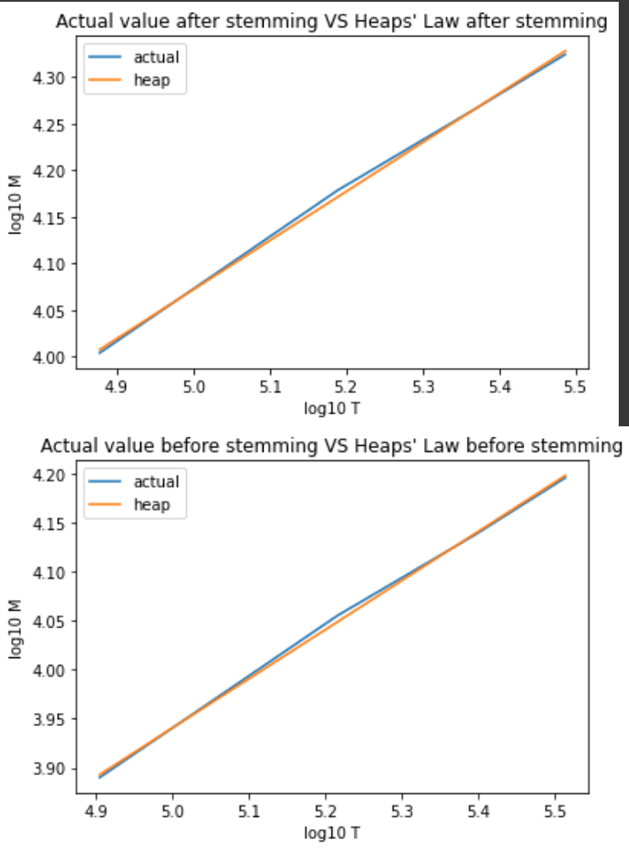 Actual value after stemming VS Heaps' Law after stemming
actual
heap
4.30
4.25
4.20
4.15
4.10
4.05
4.00
log10 M
4.9 5.0 5.1 5.2 5.3 5.4 5.5
log10 T
Actual value before stemming VS Heaps' Law before stemming
actual
heap
4.20
4.15
4.10
4.05
4.00
3.95
3.90
log10 M
4.9 5.0 5.1 5.2 5.3 5.4 5.5
log10 T